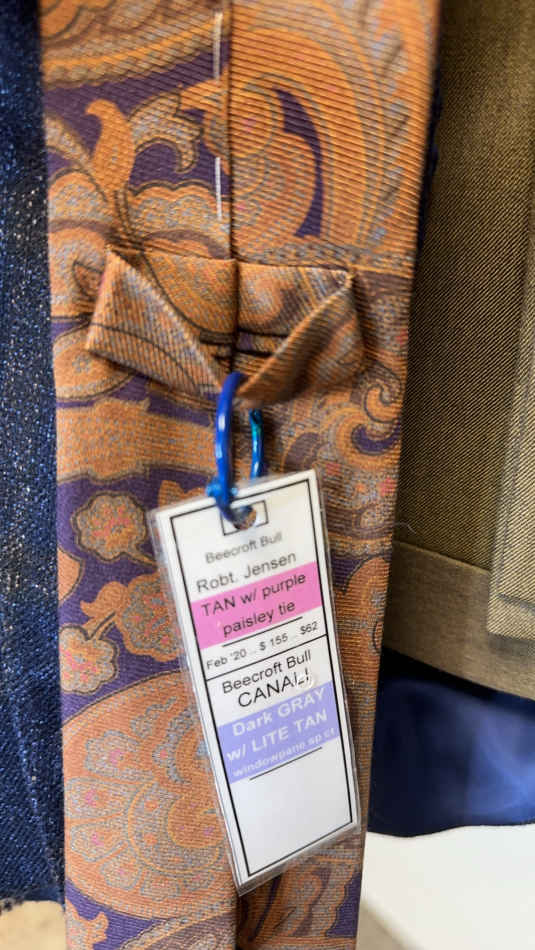 Beecroft Bull
Robt. Jensen
TAN w/ purple
paisley tie
Feb '20 .. $ 155 .. $62
Beecroft Bull
CANALI
Dark GRAY
w/ LITE TAN
windowpane sp ct